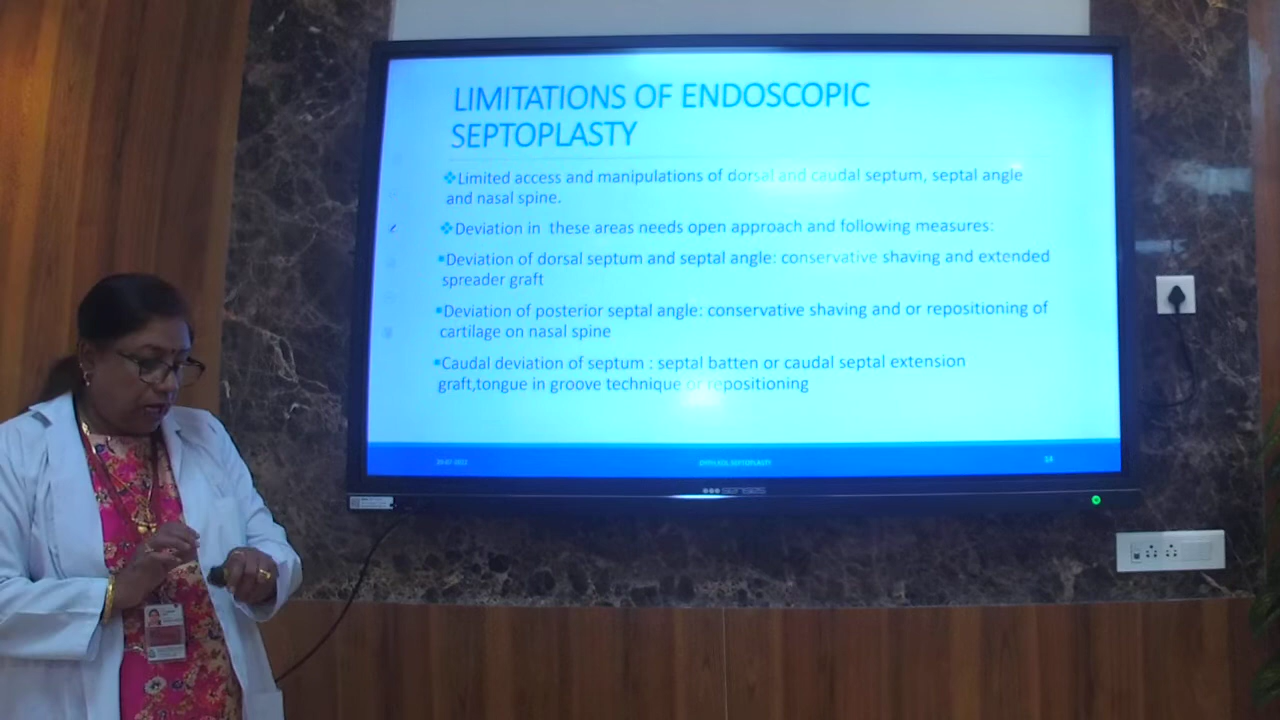 LIMITATIONS OF ENDOSCOPIC
SEPTOPLASTY
❖Limited access and manipulations of dorsal and caudal septum, septal angle
and nasal spine.
❖Deviation in these areas needs open approach and following measures:
▪Deviation of dorsal septum and septal angle: conservative shaving and extended
spreader graft
▪Deviation of posterior septal angle: conservative shaving and or repositioning of
cartilage on nasal spine
▪Caudal deviation of septum : septal batten or caudal septal extension
graft,tongue in groove technique or repositioning
SEPTOPLASTY
14